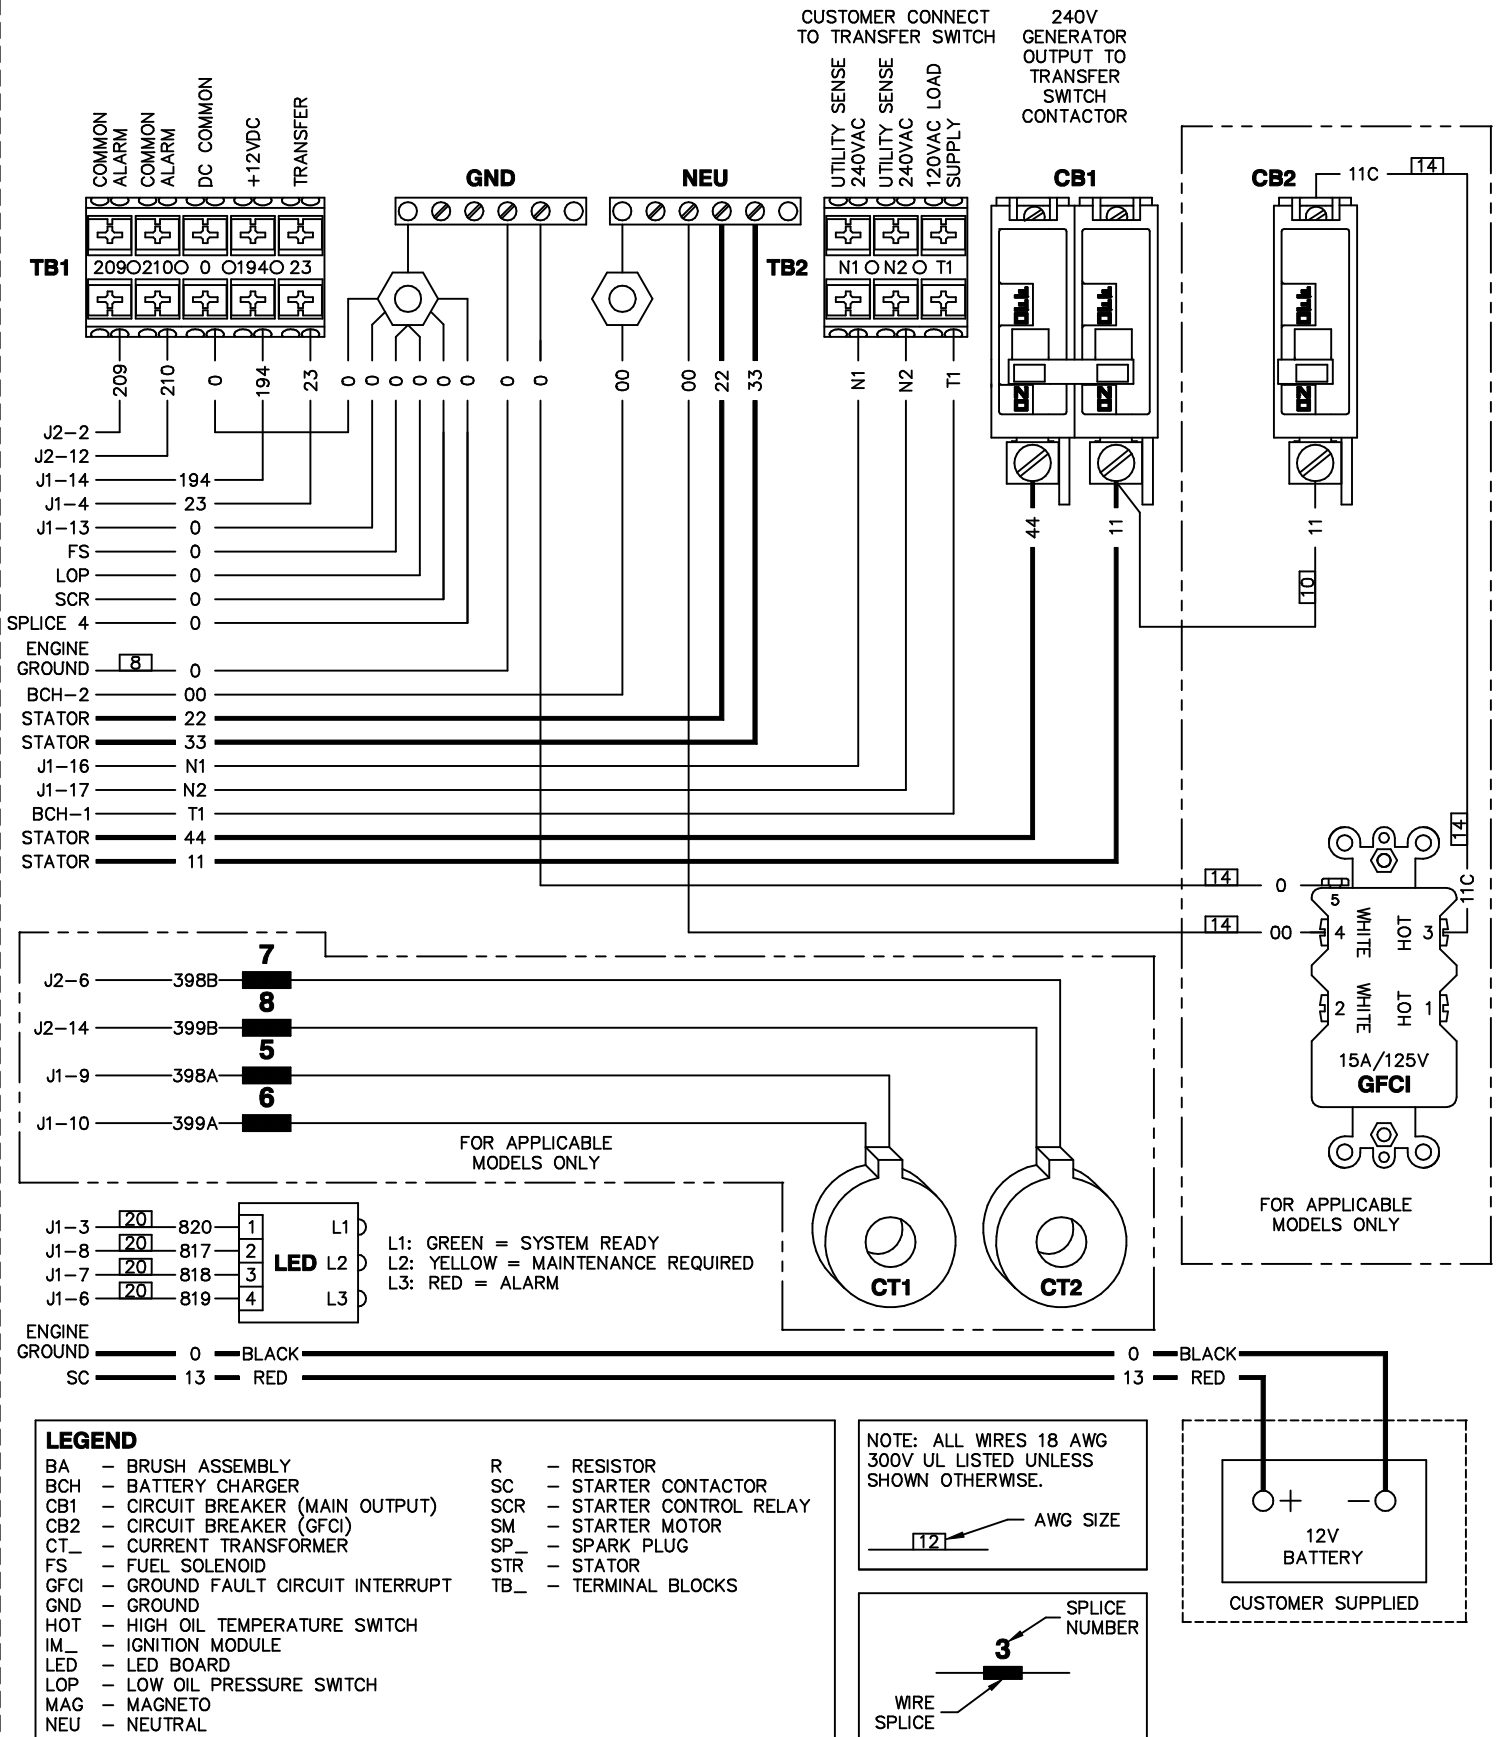 CUSTOMER CONNECT
TO TRANSFER SWITCH
240V
GENERATOR
OUTPUT TO
TRANSFER
SWITCH
CONTACTOR
COMMON
ALARM
COMMON
ALARM
DC COMMON
+12VDC
TRANSFER
GND
NEU
UTILITY SENSE
240VAC
UTILITY SENSE
240VAC
120VAC LOAD
SUPPLY
CB1
CB2
11C
14
TB1
209
210
0
194
23
TB2
N1
N2
T1
209
210
0
194
23
0
0
0
0
0
0
0
0
00
00
22
33
N1
N2
T1
44
11
11
10
J2-2
J2-12
J1-14
194
J1-4
23
J1-13
0
FS
0
LOP
0
SCR
0
SPLICE 4
0
ENGINE
GROUND
8
0
BCH-2
00
STATOR
22
STATOR
33
J1-16
N1
J1-17
N2
BCH-1
T1
STATOR
44
STATOR
11
14
11C
14
0
14
00
5
4
WHITE
HOT
3
2
WHITE
HOT
1
15A/125V
GFCI
FOR APPLICABLE
MODELS ONLY
7
J2-6
398B
8
J2-14
399B
5
J1-9
398A
6
J1-10
399A
FOR APPLICABLE
MODELS ONLY
CT1
CT2
J1-3
20
820
1
L1
J1-8
20
817
2
J1-7
20
818
3
LED
L2
J1-6
20
819
4
L3
L1: GREEN = SYSTEM READY
L2: YELLOW = MAINTENANCE REQUIRED
L3: RED = ALARM
ENGINE
GROUND
0
BLACK
0
BLACK
SC
13
RED
13
RED
LEGEND
BA - BRUSH ASSEMBLY
BCH - BATTERY CHARGER
CB1 - CIRCUIT BREAKER (MAIN OUTPUT)
CB2 - CIRCUIT BREAKER (GFCI)
CT_ - CURRENT TRANSFORMER
FS - FUEL SOLENOID
GFCI - GROUND FAULT CIRCUIT INTERRUPT
GND - GROUND
HOT - HIGH OIL TEMPERATURE SWITCH
IM_ - IGNITION MODULE
LED - LED BOARD
LOP - LOW OIL PRESSURE SWITCH
MAG - MAGNETO
NEU - NEUTRAL
R - RESISTOR
SC - STARTER CONTACTOR
SCR - STARTER CONTROL RELAY
SM - STARTER MOTOR
SP_ - SPARK PLUG
STR - STATOR
TB_ - TERMINAL BLOCKS
NOTE: ALL WIRES 18 AWG
300V UL LISTED UNLESS
SHOWN OTHERWISE.
AWG SIZE
12
SPLICE
NUMBER
3
WIRE
SPLICE
+
-
12V
BATTERY
CUSTOMER SUPPLIED